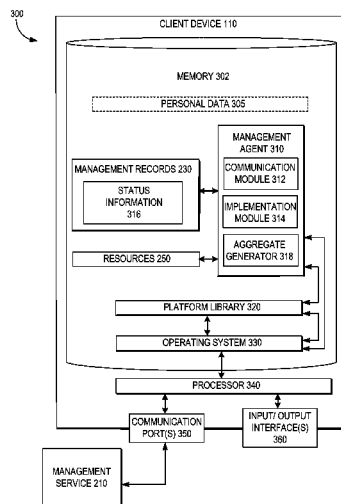 300
CLIENT DEVICE 110
MEMORY 302
PERSONAL DATA 305
MANAGEMENT
AGENT 310
COMMUNICATION
MODULE 312
MANAGEMENT RECORDS 230
STATUS
INFORMATION
316
IMPLEMENTATION
MODULE 314
AGGREGATE
GENERATOR 318
RESOURCES 250
PLATFORM LIBRARY 320
OPERATING SYSTEM 330
PROCESSOR 340
COMMUNICATION
PORT(S) 350
INPUT/ OUTPUT
INTERFACE(S)
360
MANAGEMENT
SERVICE 210